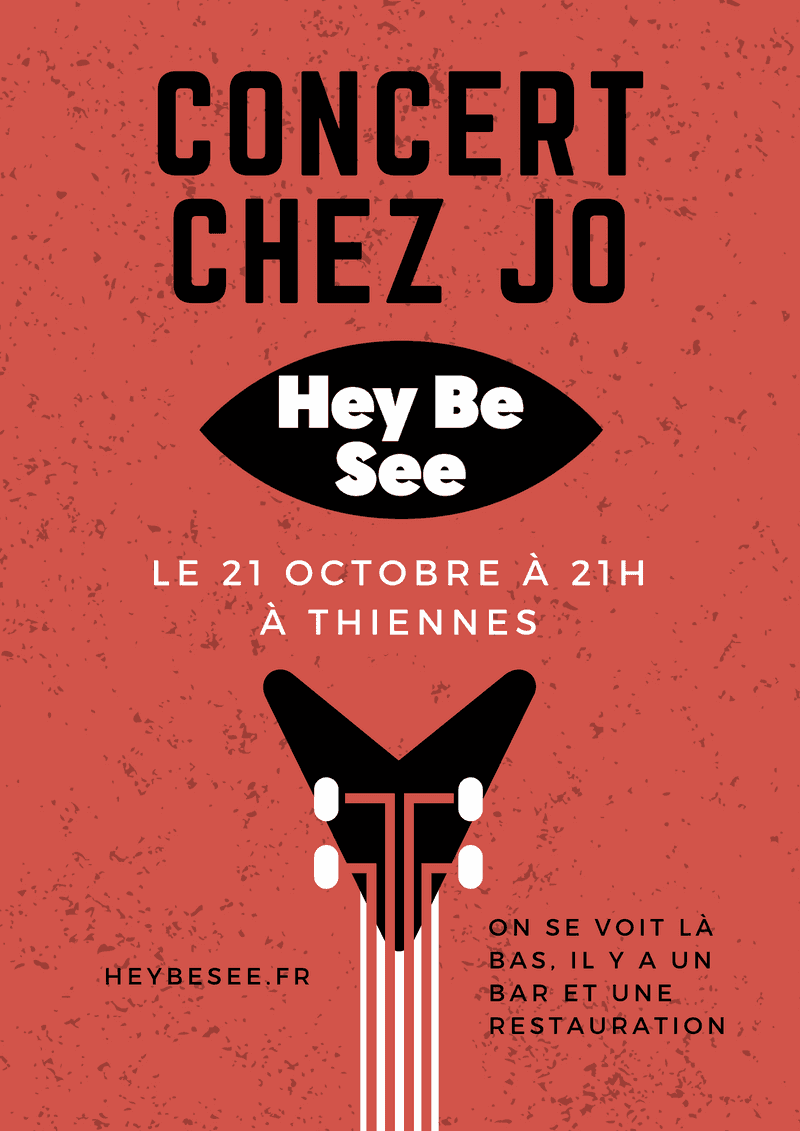 CONCERT
CHEZ JO
Hey Be
See
LE 21 OCTOBRE À 21H
À THIENNES
HEYBESEE.FR
ON SE VOIT LÀ
BAS, IL Y A UN
BAR ET UNE
RESTAURATION